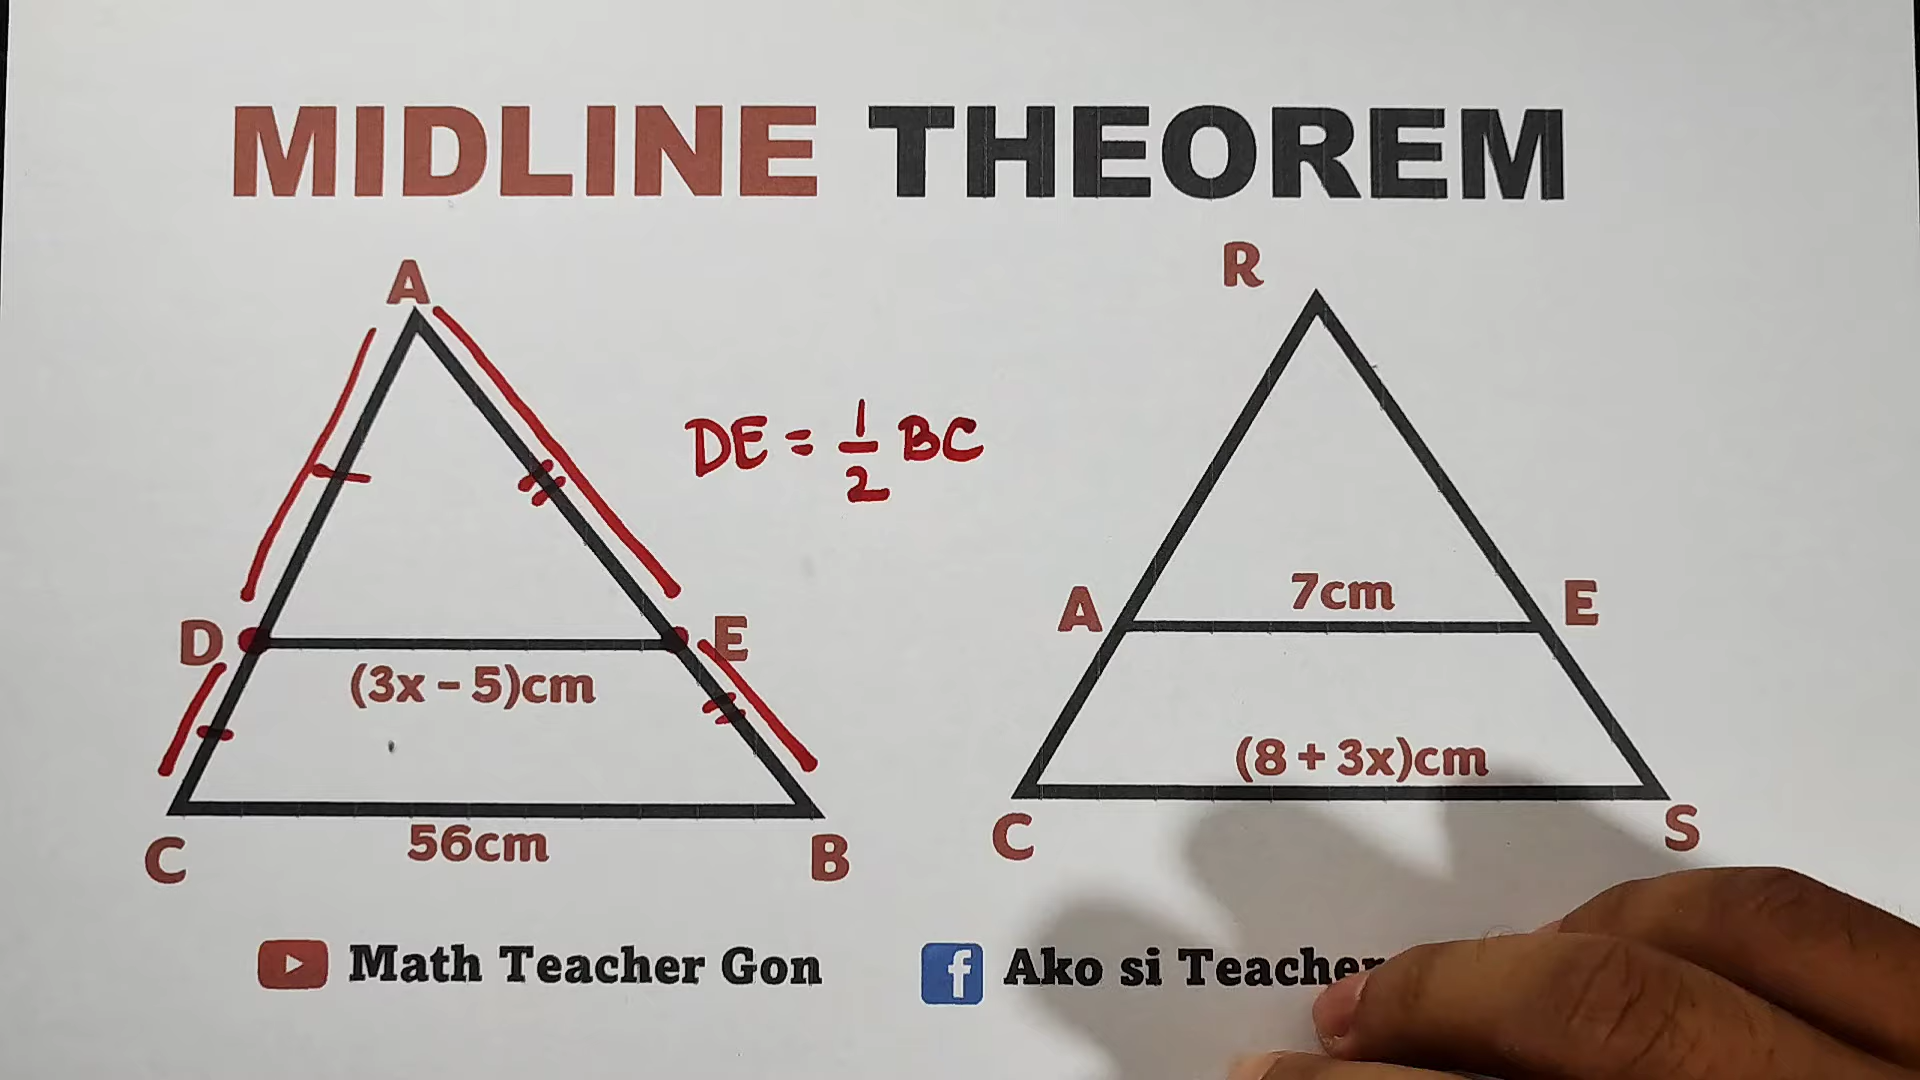 MIDLINE THEOREM
A
R
DE = 1/2 BC
D
E
(3x – 5)cm
A
7cm
E
(8 + 3x)cm
C
56cm
B
C
S
Math Teacher Gon
Ako si Teacher